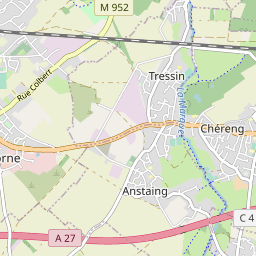 M 952
Tressin
Rue Colbert
La Marque
Chéreng
orne
Anstaing
C 4
A 27